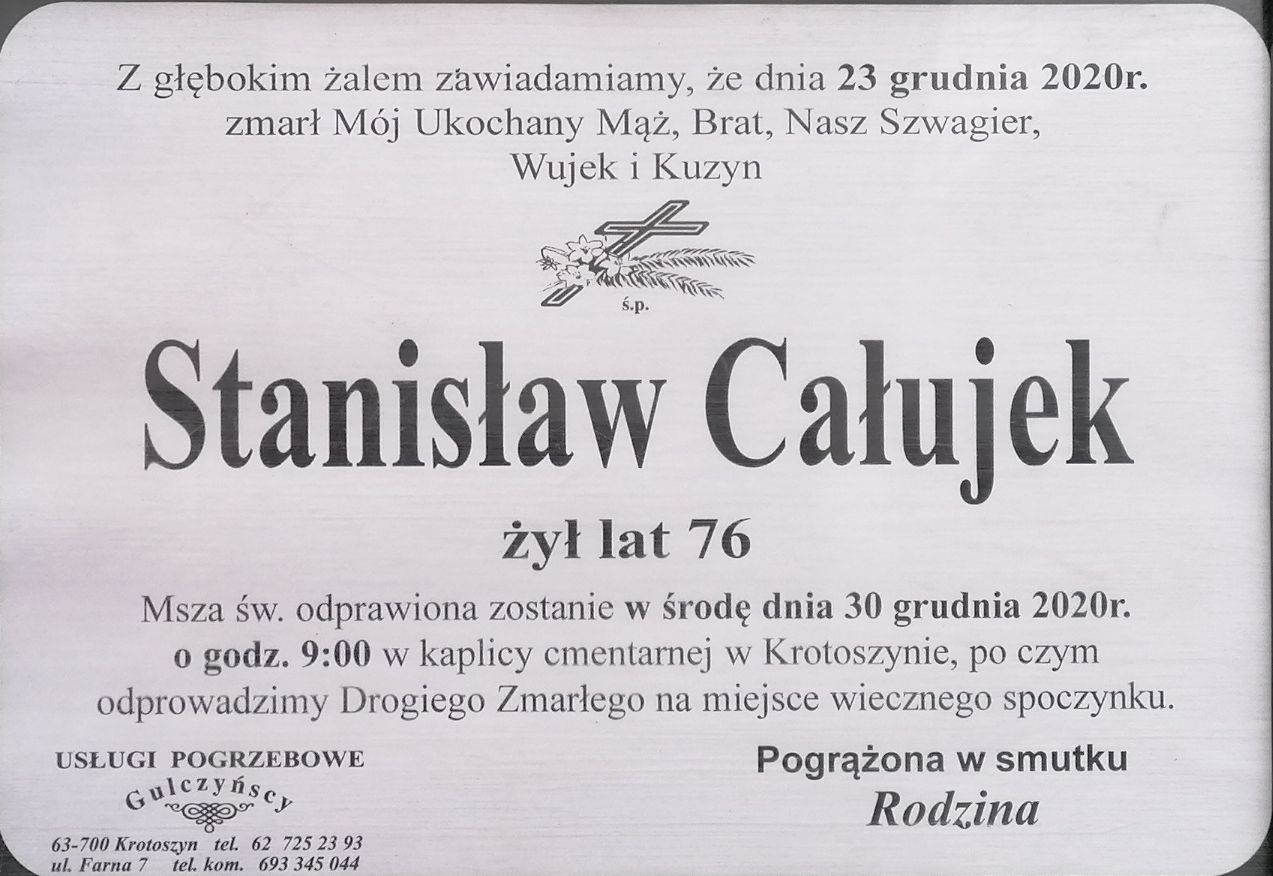 Z głębokim żalem zawiadamiamy, że dnia 23 grudnia 2020r.
zmarł Mój Ukochany Mąż, Brat, Nasz Szwagier,
Wujek i Kuzyn
ś.p.
Stanisław Całujek
żył lat 76
Msza św. odprawiona zostanie w środę dnia 30 grudnia 2020r.
o godz. 9:00 w kaplicy cmentarnej w Krotoszynie, po czym
odprowadzimy Drogiego Zmarłego na miejsce wiecznego spoczynku.
USŁUGI POGRZEBOWE
Gulczyńscy
63-700 Krotoszyn tel. 62 725 23 93
ul. Farna 7 tel. kom. 693 345 044
Pogrążona w smutku
Rodzina